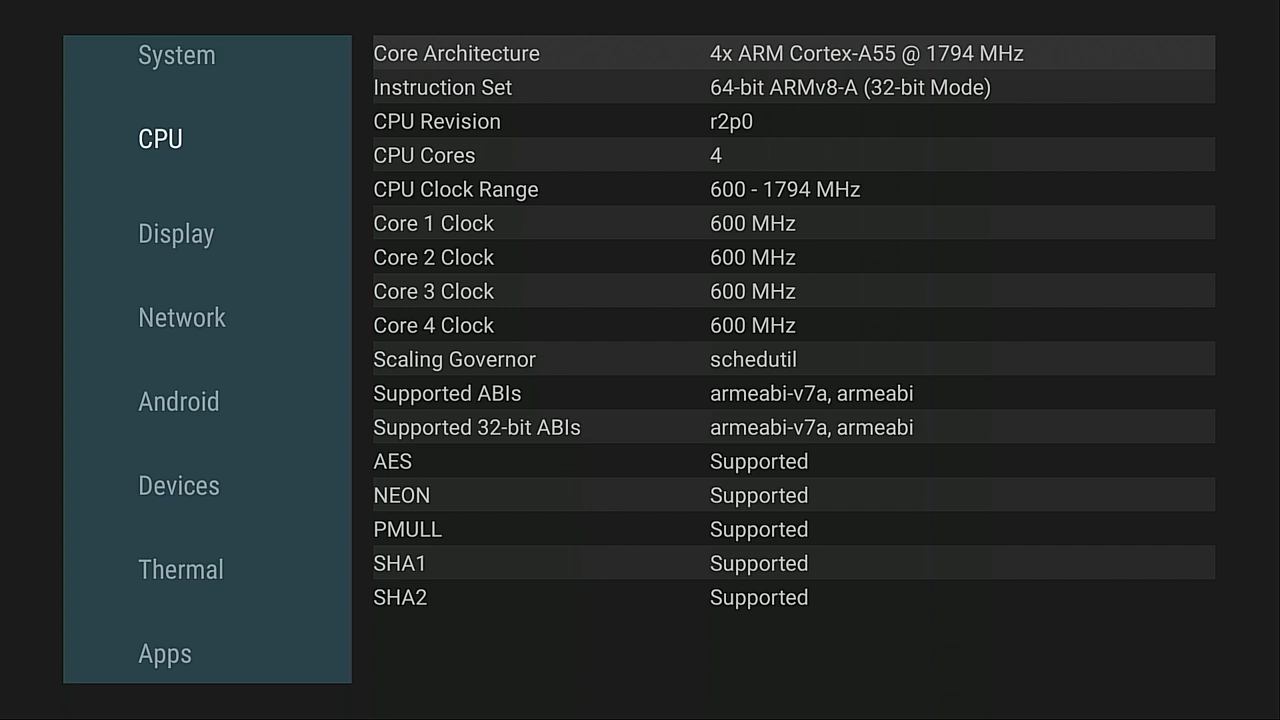 System
CPU
Display
Network
Android
Devices
Thermal
Apps
Core Architecture 4x ARM Cortex-A55 @ 1794 MHz
Instruction Set 64-bit ARMv8-A (32-bit Mode)
CPU Revision r2p0
CPU Cores 4
CPU Clock Range 600 - 1794 MHz
Core 1 Clock 600 MHz
Core 2 Clock 600 MHz
Core 3 Clock 600 MHz
Core 4 Clock 600 MHz
Scaling Governor schedutil
Supported ABIs armeabi-v7a, armeabi
Supported 32-bit ABIs armeabi-v7a, armeabi
AES Supported
NEON Supported
PMULL Supported
SHA1 Supported
SHA2 Supported